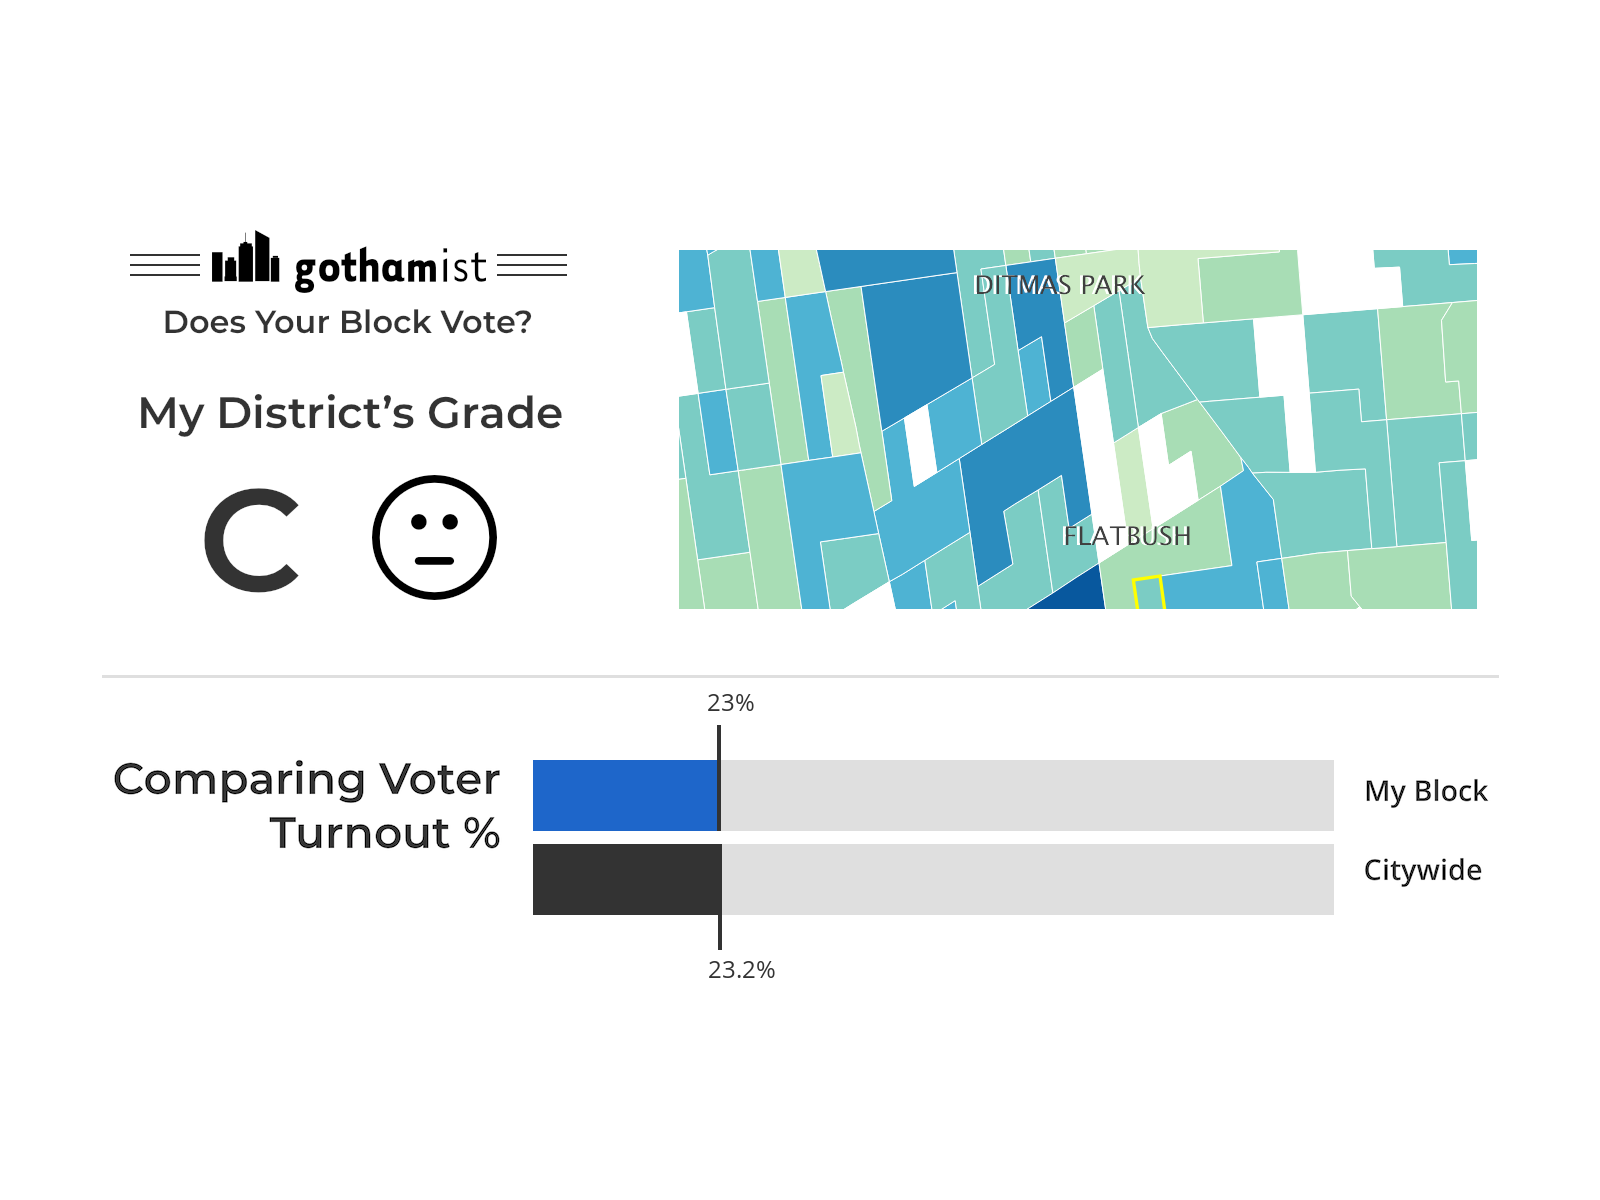 gothamist
Does Your Block Vote?
My District’s Grade
C
DITMAS PARK
FLATBUSH
23%
Comparing Voter
Turnout %
My Block
Citywide
23.2%